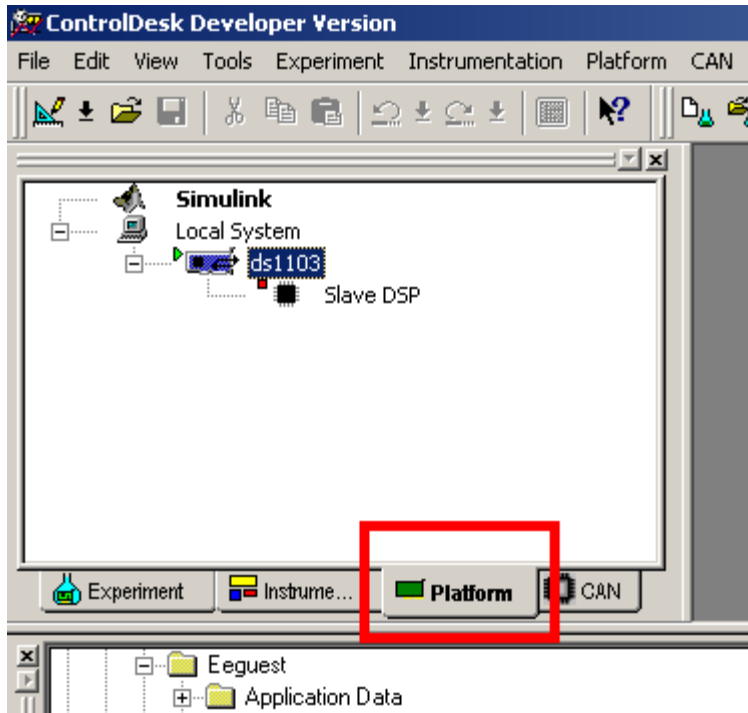 ControlDesk Developer Version
File Edit View Tools Experiment Instrumentation Platform CAN
Simulink
Local System
ds1103
Slave DSP
Experiment Instrume... Platform CAN
Eeguest
Application Data